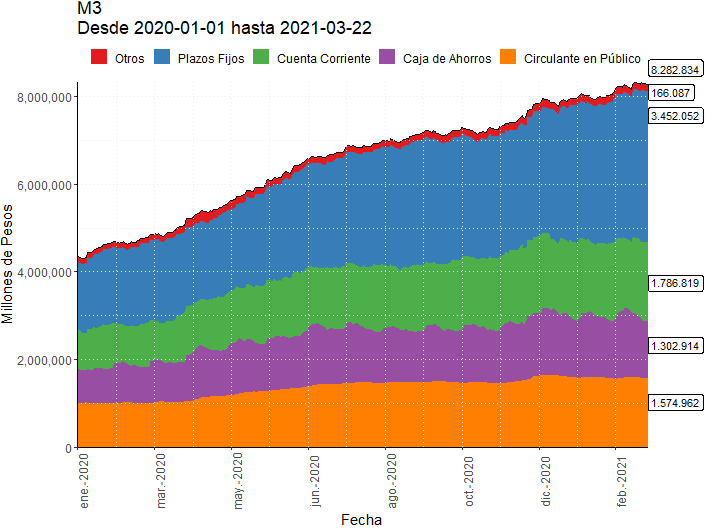 M3
Desde 2020-01-01 hasta 2021-03-22
Otros Plazos Fijos Cuenta Corriente Caja de Ahorros Circulante en Público
8.282.834
166.087
3.452.052
1.786.819
1.302.914
1.574.962
8,000,000
6,000,000
4,000,000
2,000,000
0
Millones de Pesos
ene.-2020
mar.-2020
may.-2020
jun.-2020
ago.-2020
oct.-2020
dic.-2020
feb.-2021
Fecha